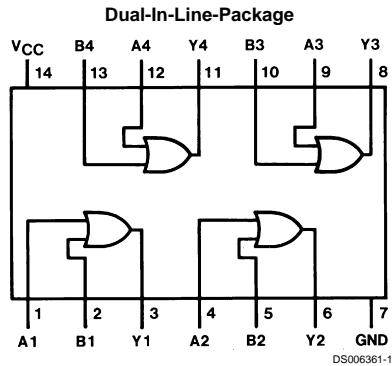 Dual-In-Line-Package
VCC B4 A4 Y4 B3 A3 Y3
14 13 12 11 10 9 8
1 2 3 4 5 6 7
A1 B1 Y1 A2 B2 Y2 GND
DS006361-1